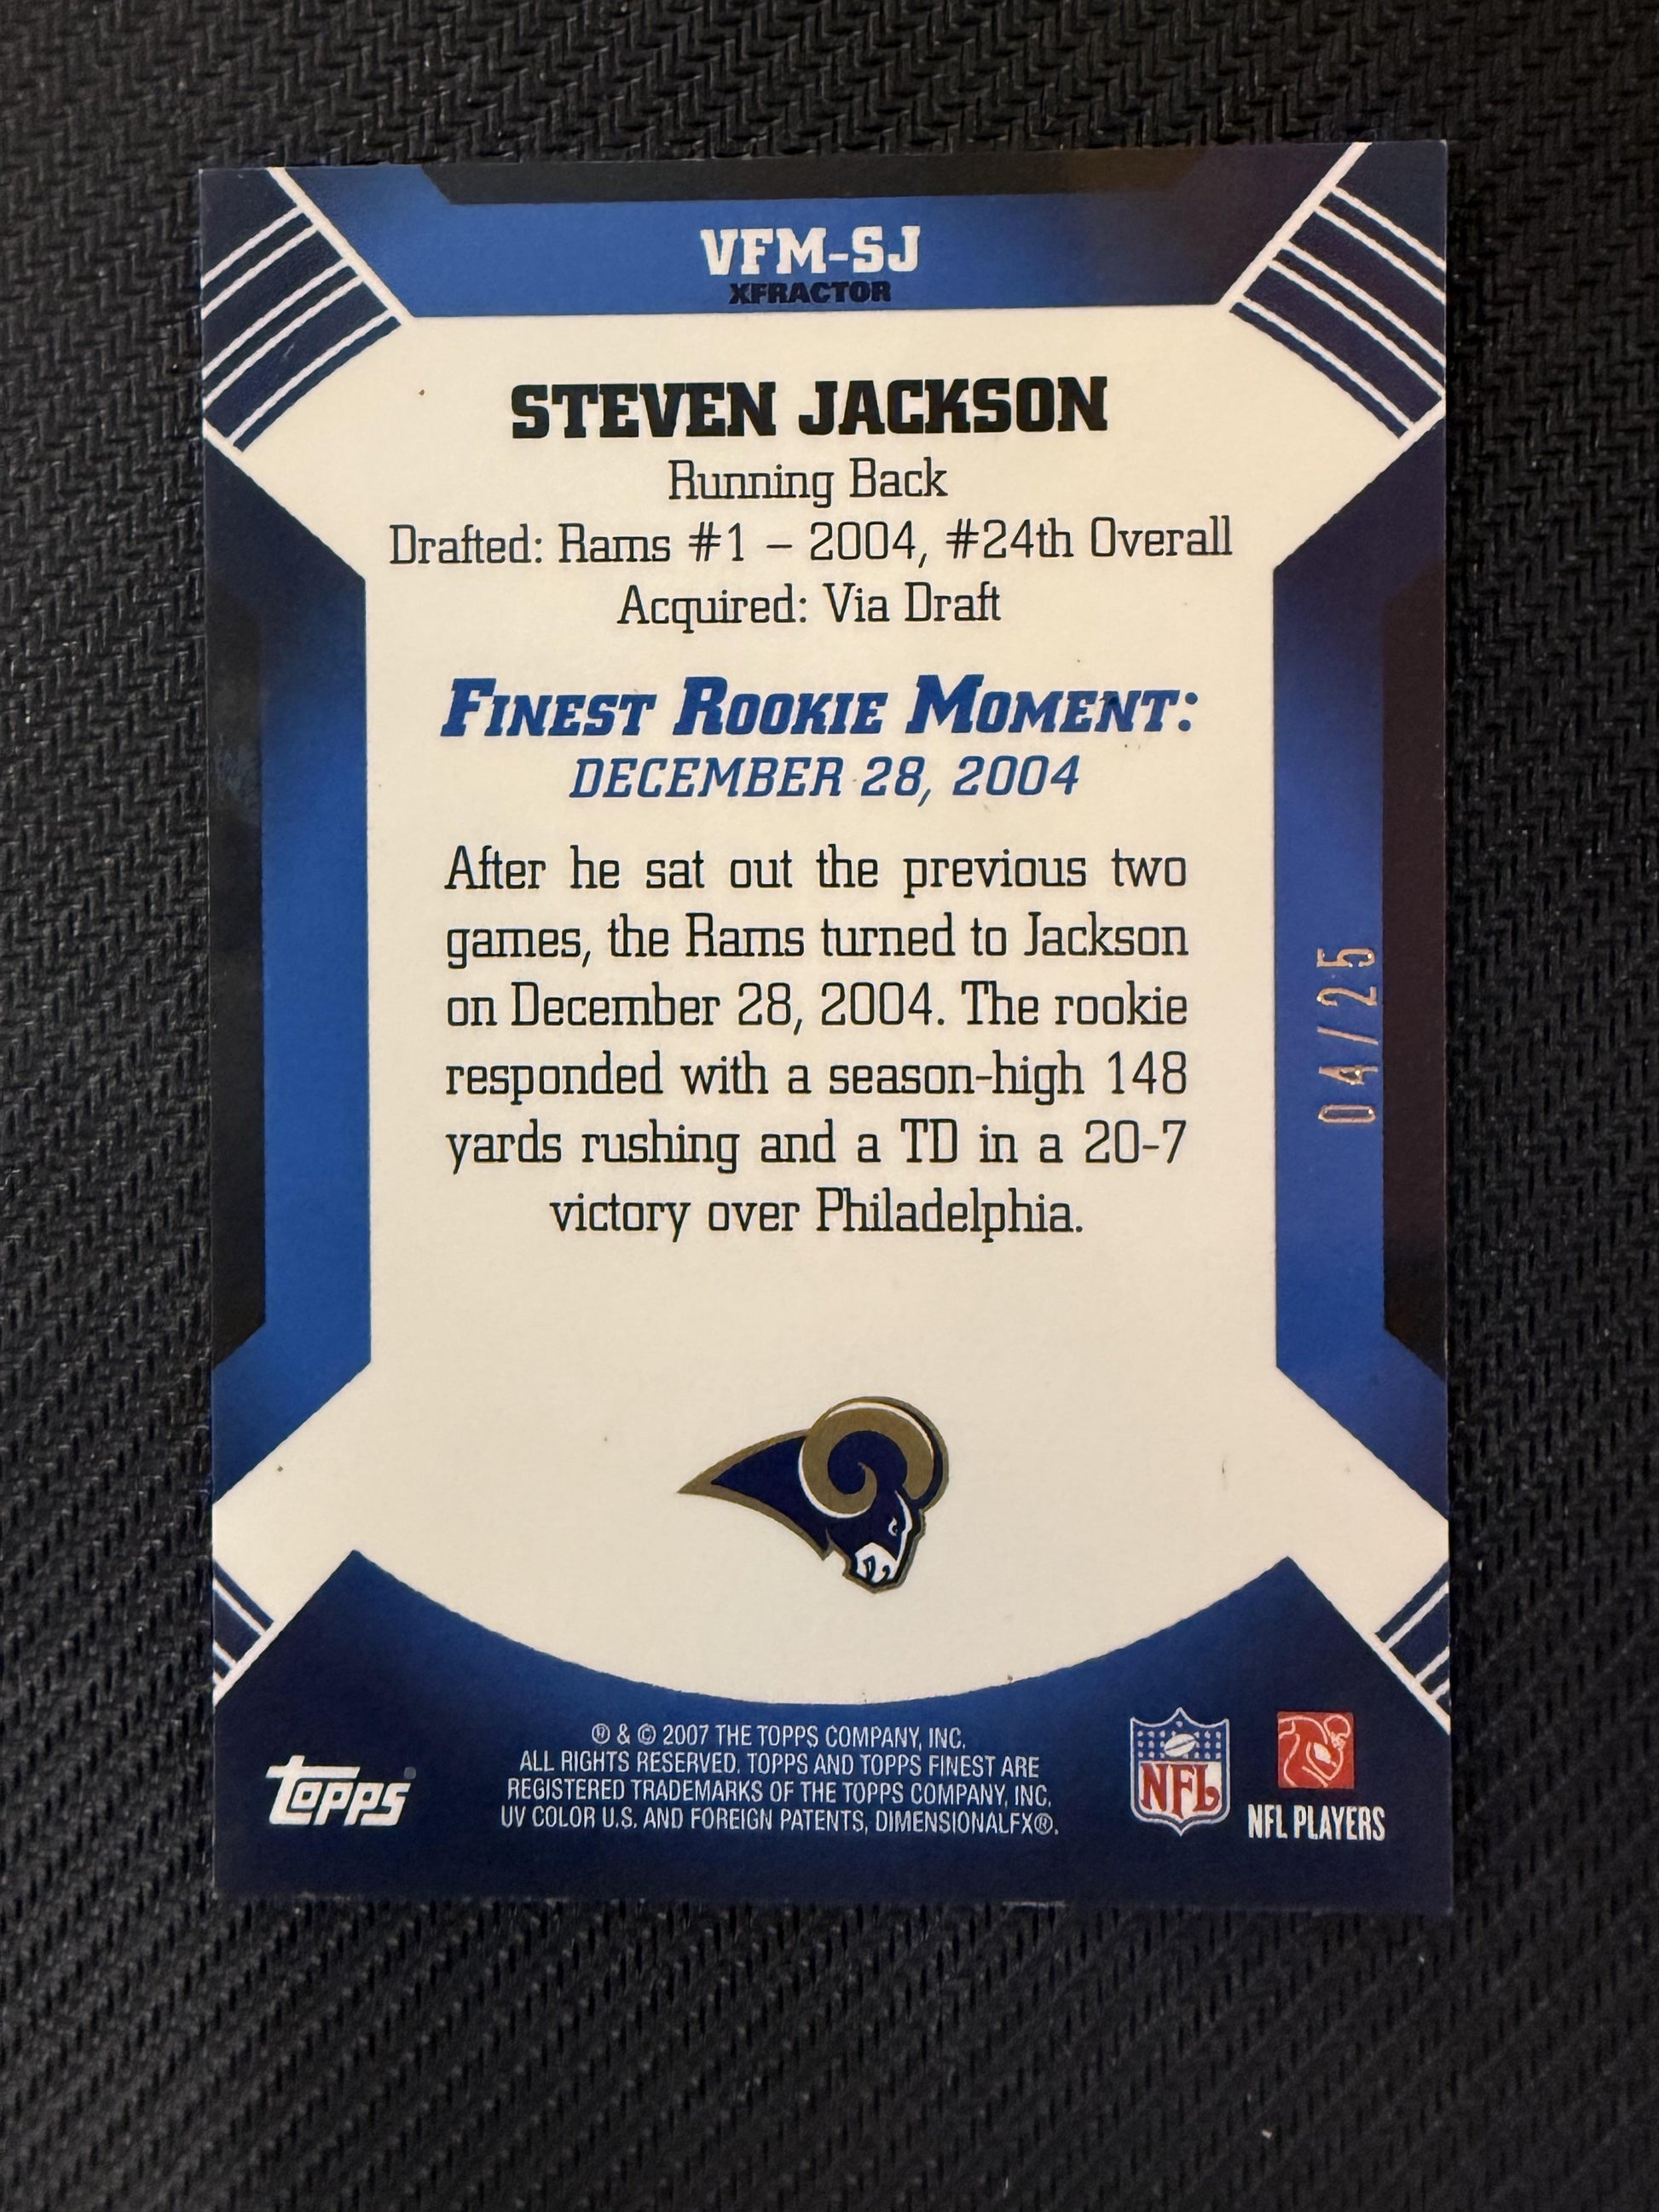 VFM-SJ
XFRACTOR
STEVEN JACKSON
Running Back
Drafted: Rams #1 – 2004, #24th Overall
Acquired: Via Draft
FINEST ROOKIE MOMENT:
DECEMBER 28, 2004
After he sat out the previous two
games, the Rams turned to Jackson
on December 28, 2004. The rookie
responded with a season-high 148
yards rushing and a TD in a 20-7
victory over Philadelphia.
04/25
® & © 2007 THE TOPPS COMPANY, INC.
ALL RIGHTS RESERVED. TOPPS AND TOPPS FINEST ARE
REGISTERED TRADEMARKS OF THE TOPPS COMPANY, INC.
UV COLOR U.S. AND FOREIGN PATENTS, DIMENSIONALFX®.
topps
NFL
NFL PLAYERS